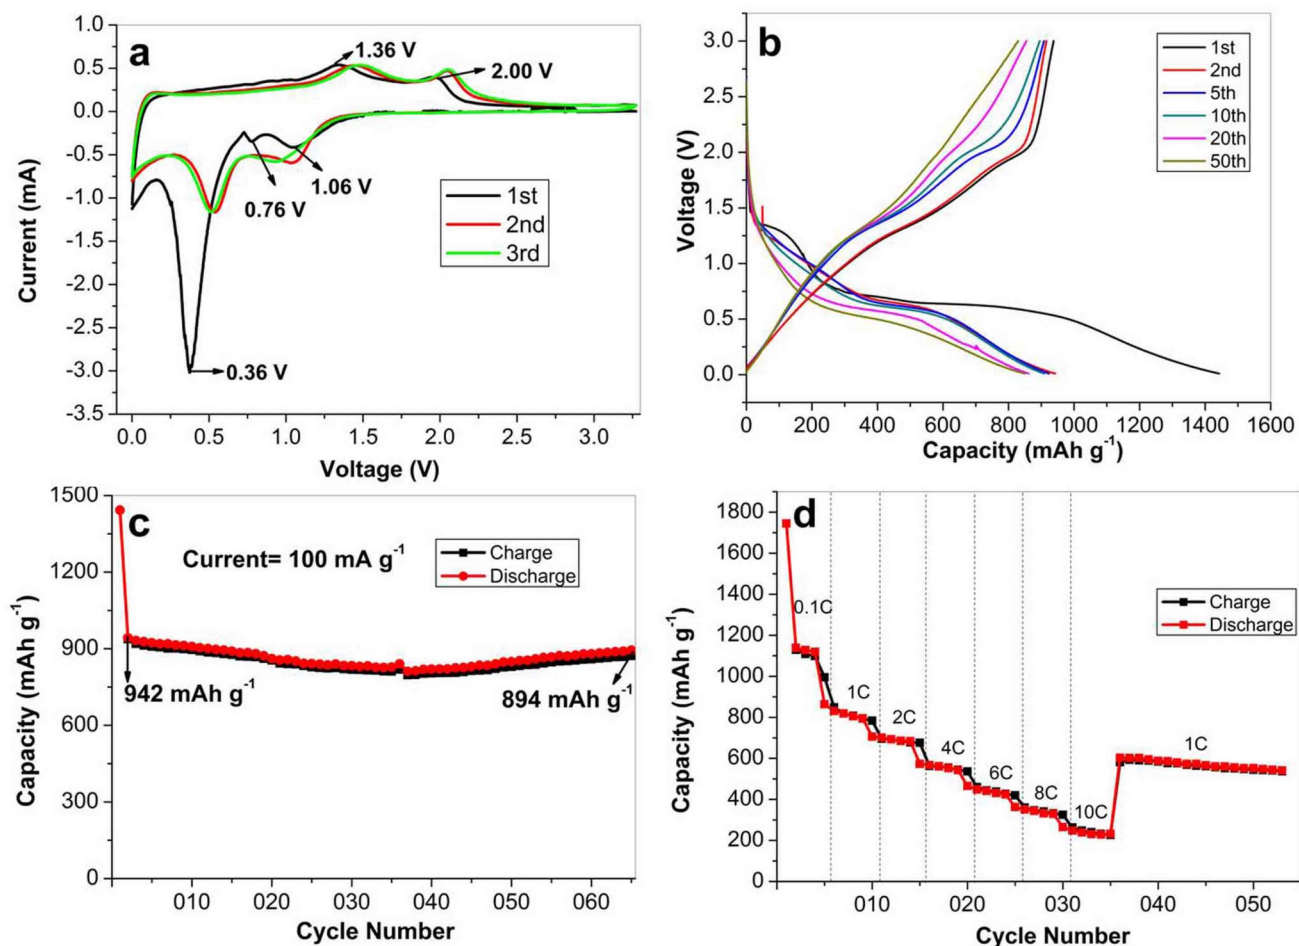 a
1.36 V
2.00 V
1.06 V
0.76 V
0.36 V
1st
2nd
3rd
1.0
0.5
0.0
-0.5
-1.0
-1.5
-2.0
-2.5
-3.0
-3.5
Current (mA)
0.0 0.5 1.0 1.5 2.0 2.5 3.0
Voltage (V)
b
1st
2nd
5th
10th
20th
50th
3.0
2.5
2.0
1.5
1.0
0.5
0.0
Voltage (V)
0 200 400 600 800 1000 1200 1400 1600
Capacity (mAh g-1)
c
Current= 100 mA g-1
Charge
Discharge
942 mAh g-1
894 mAh g-1
1500
1200
900
600
300
0
Capacity (mAh g-1)
010 020 030 040 050 060
Cycle Number
d
Charge
Discharge
0.1C
1C
2C
4C
6C
8C
10C
1C
1800
1600
1400
1200
1000
800
600
400
200
0
Capacity (mAh g-1)
010 020 030 040 050
Cycle Number